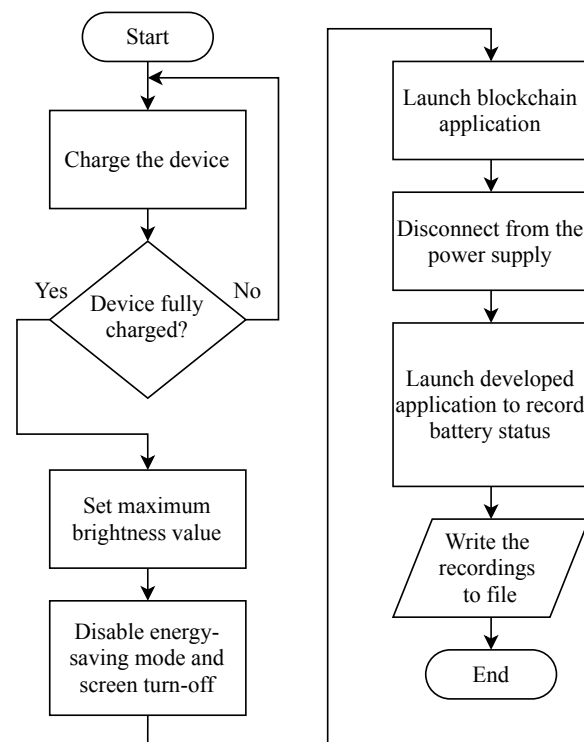 Start
Charge the device
Yes
No
Device fully
charged?
Set maximum
brightness value
Disable energy-
saving mode and
screen turn-off
Launch blockchain
application
Disconnect from the
power supply
Launch developed
application to record
battery status
Write the
recordings
to file
End